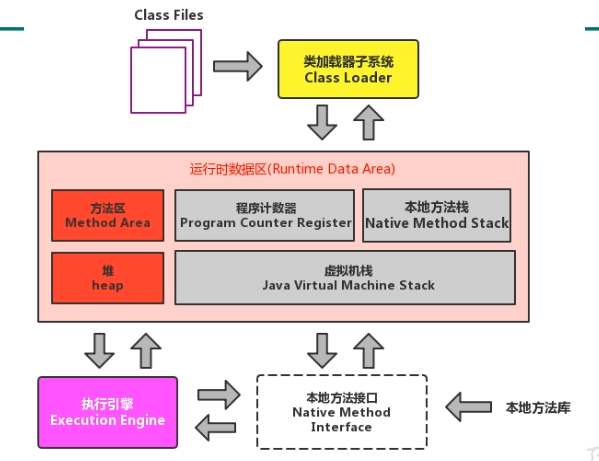 Class Files
类加载器子系统
Class Loader
运行时数据区(Runtime Data Area)
方法区
Method Area
程序计数器
Program Counter Register
本地方法栈
Native Method Stack
堆
heap
虚拟机栈
Java Virtual Machine Stack
执行引擎
Execution Engine
本地方法接口
Native Method
Interface
本地方法库